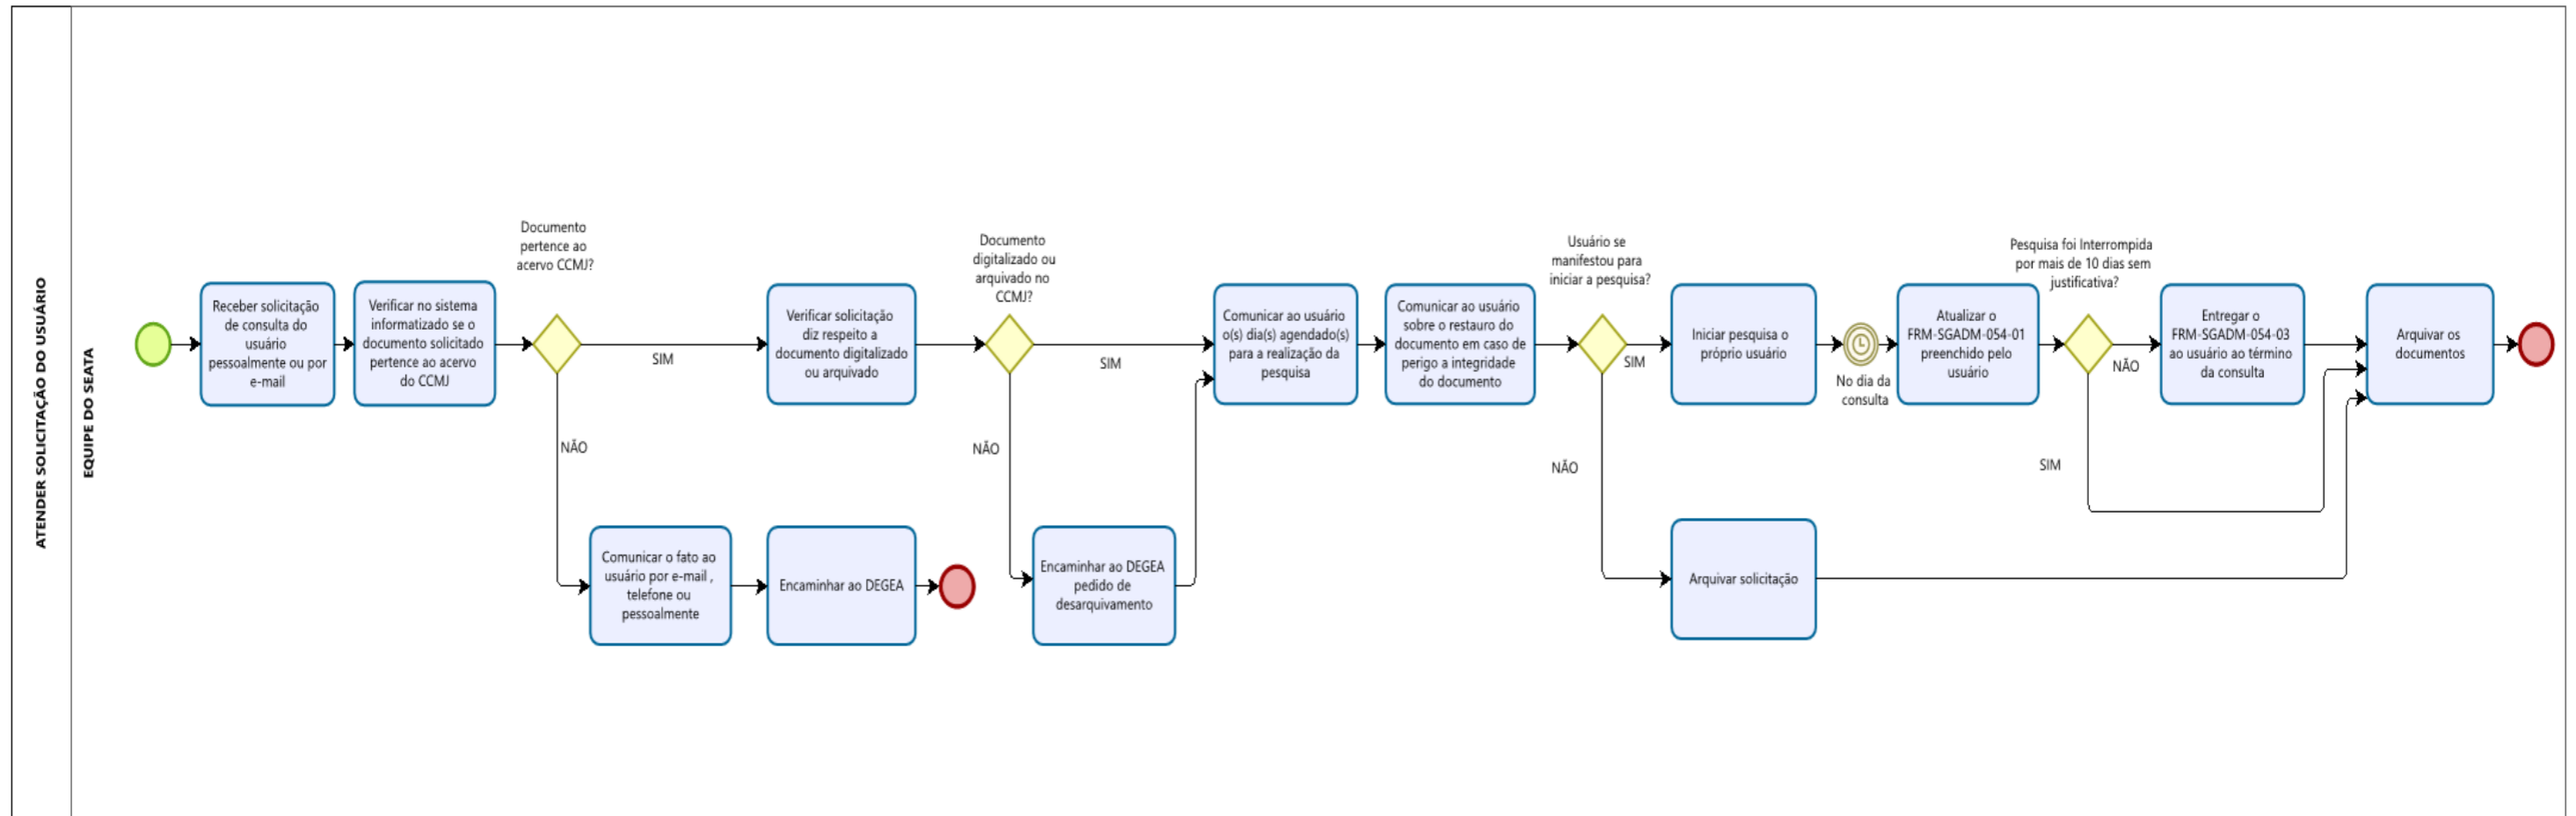 ATENDER SOLICITAÇÃO DO USUÁRIO
EQUIPE DO SEATA
Receber solicitação
de consulta do
usuário
pessoalmente ou por
e-mail
Verificar no sistema
informatizado se o
documento solicitado
pertence ao acervo
do CCMJ
Documento
pertence ao
acervo CCMJ?
SIM
NÃO
Comunicar o fato ao
usuário por e-mail ,
telefone ou
pessoalmente
Encaminhar ao DEGEA
Verificar solicitação
diz respeito a
documento digitalizado
ou arquivado
Documento
digitalizado ou
arquivado no
CCMJ?
SIM
NÃO
Encaminhar ao DEGEA
pedido de
desarquivamento
Comunicar ao usuário
o(s) dia(s) agendado(s)
para a realização da
pesquisa
Comunicar ao usuário
sobre o restauro do
documento em caso de
perigo a integridade
do documento
Usuário se
manifestou para
iniciar a pesquisa?
SIM
NÃO
Iniciar pesquisa o
próprio usuário
Arquivar solicitação
No dia da
consulta
Atualizar o
FRM-SGADM-054-01
preenchido pelo
usuário
Pesquisa foi Interrompida
por mais de 10 dias sem
justificativa?
NÃO
SIM
Entregar o
FRM-SGADM-054-03
ao usuário ao término
da consulta
Arquivar os
documentos